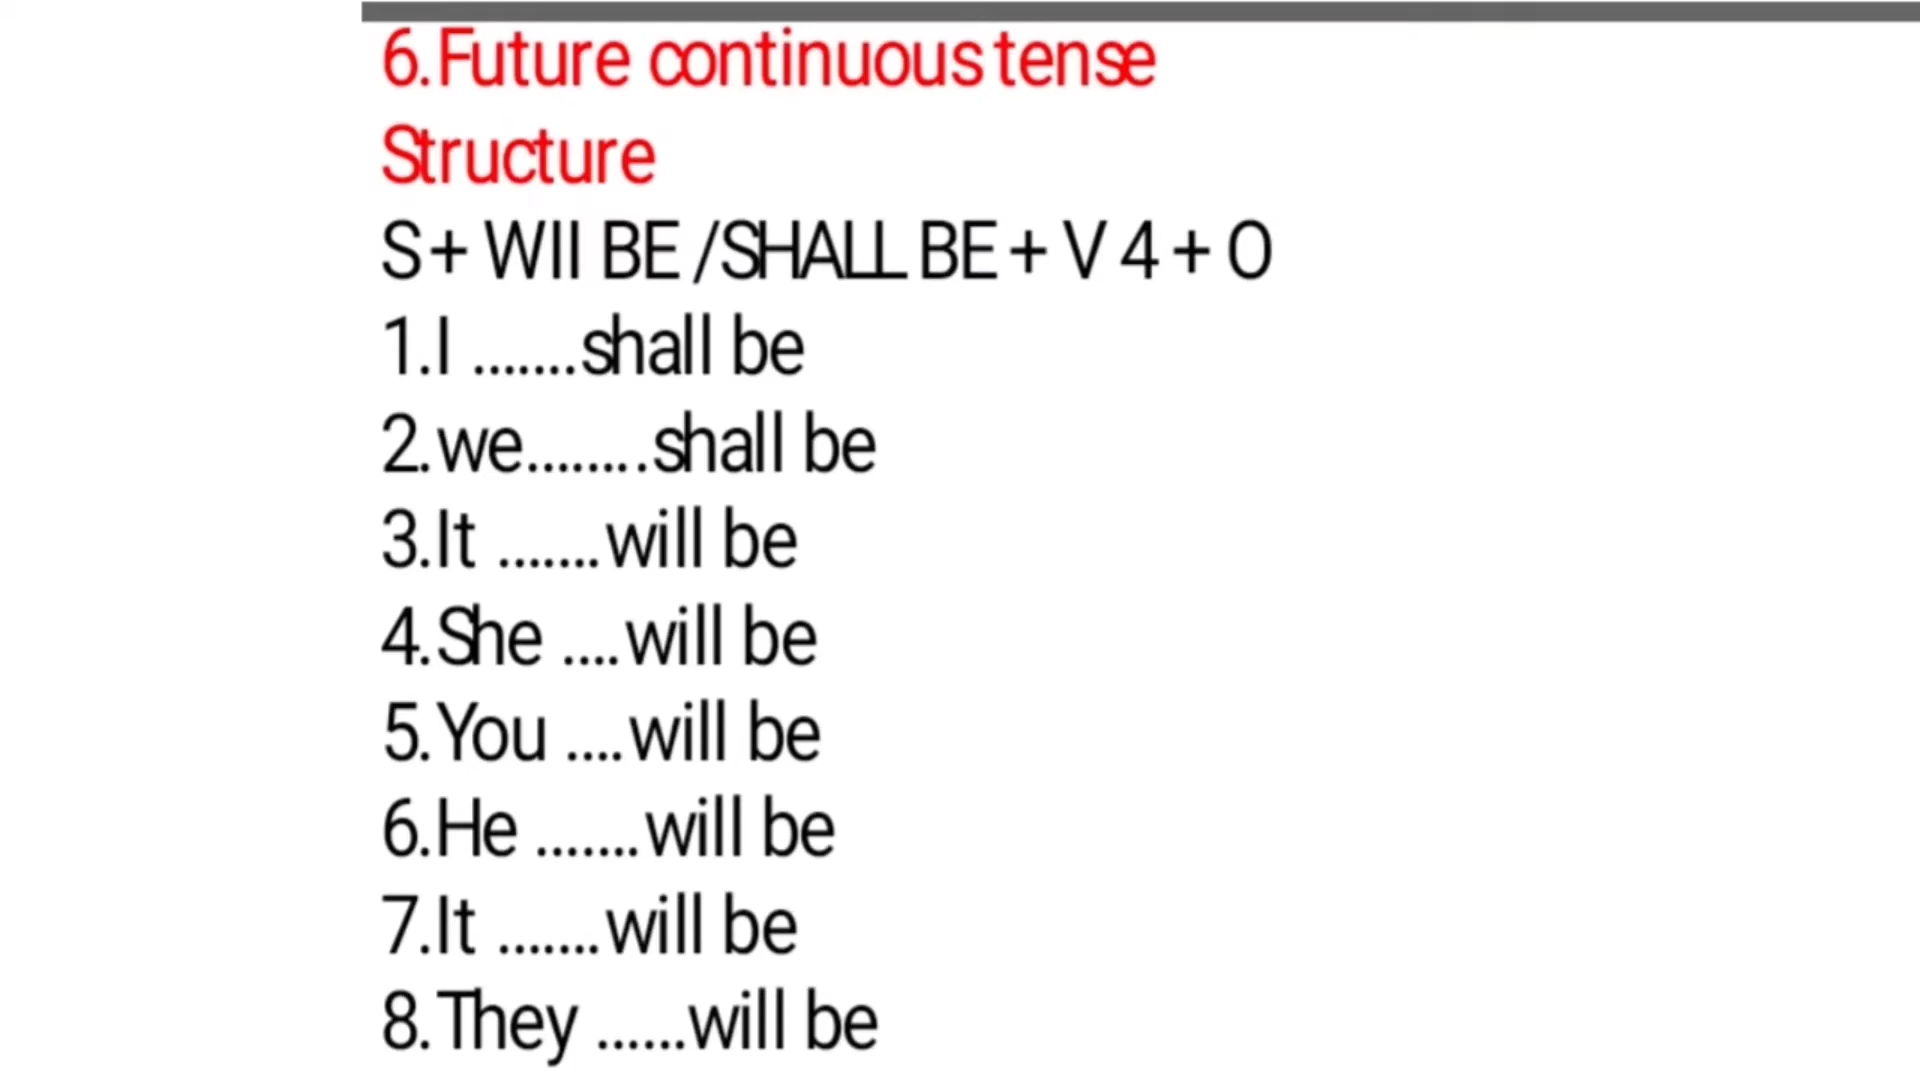 6.Future continuous tense
Structure
S + WII BE /SHALL BE + V 4 + O
1.I .......shall be
2.we........shall be
3.It .......will be
4.She ....will be
5.You ....will be
6.He .......will be
7.It .......will be
8.They ......will be